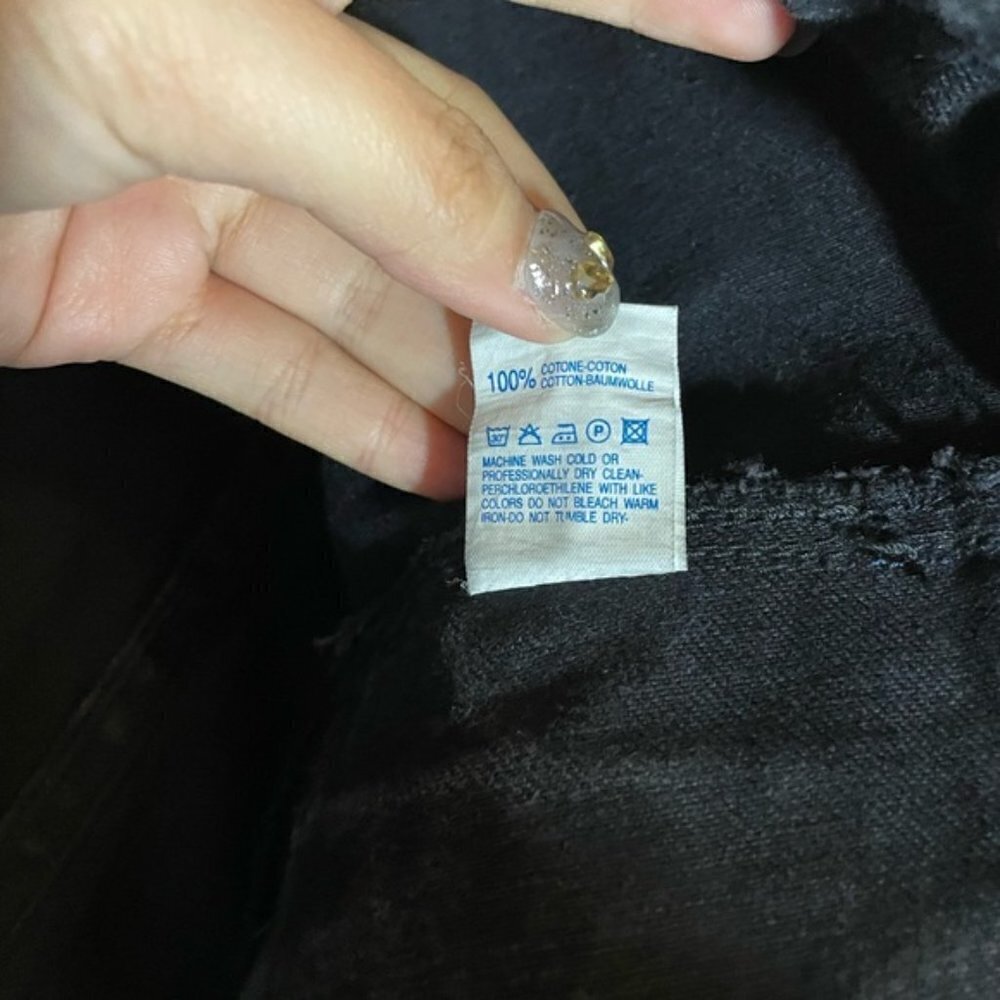 100% COTONE-COTON
COTTON-BAUMWOLLE
30° P
MACHINE WASH COLD OR
PROFESSIONALLY DRY CLEAN-
PERCHLOROETHILENE WITH LIKE
COLORS DO NOT BLEACH WARM
IRON-DO NOT TUMBLE DRY-